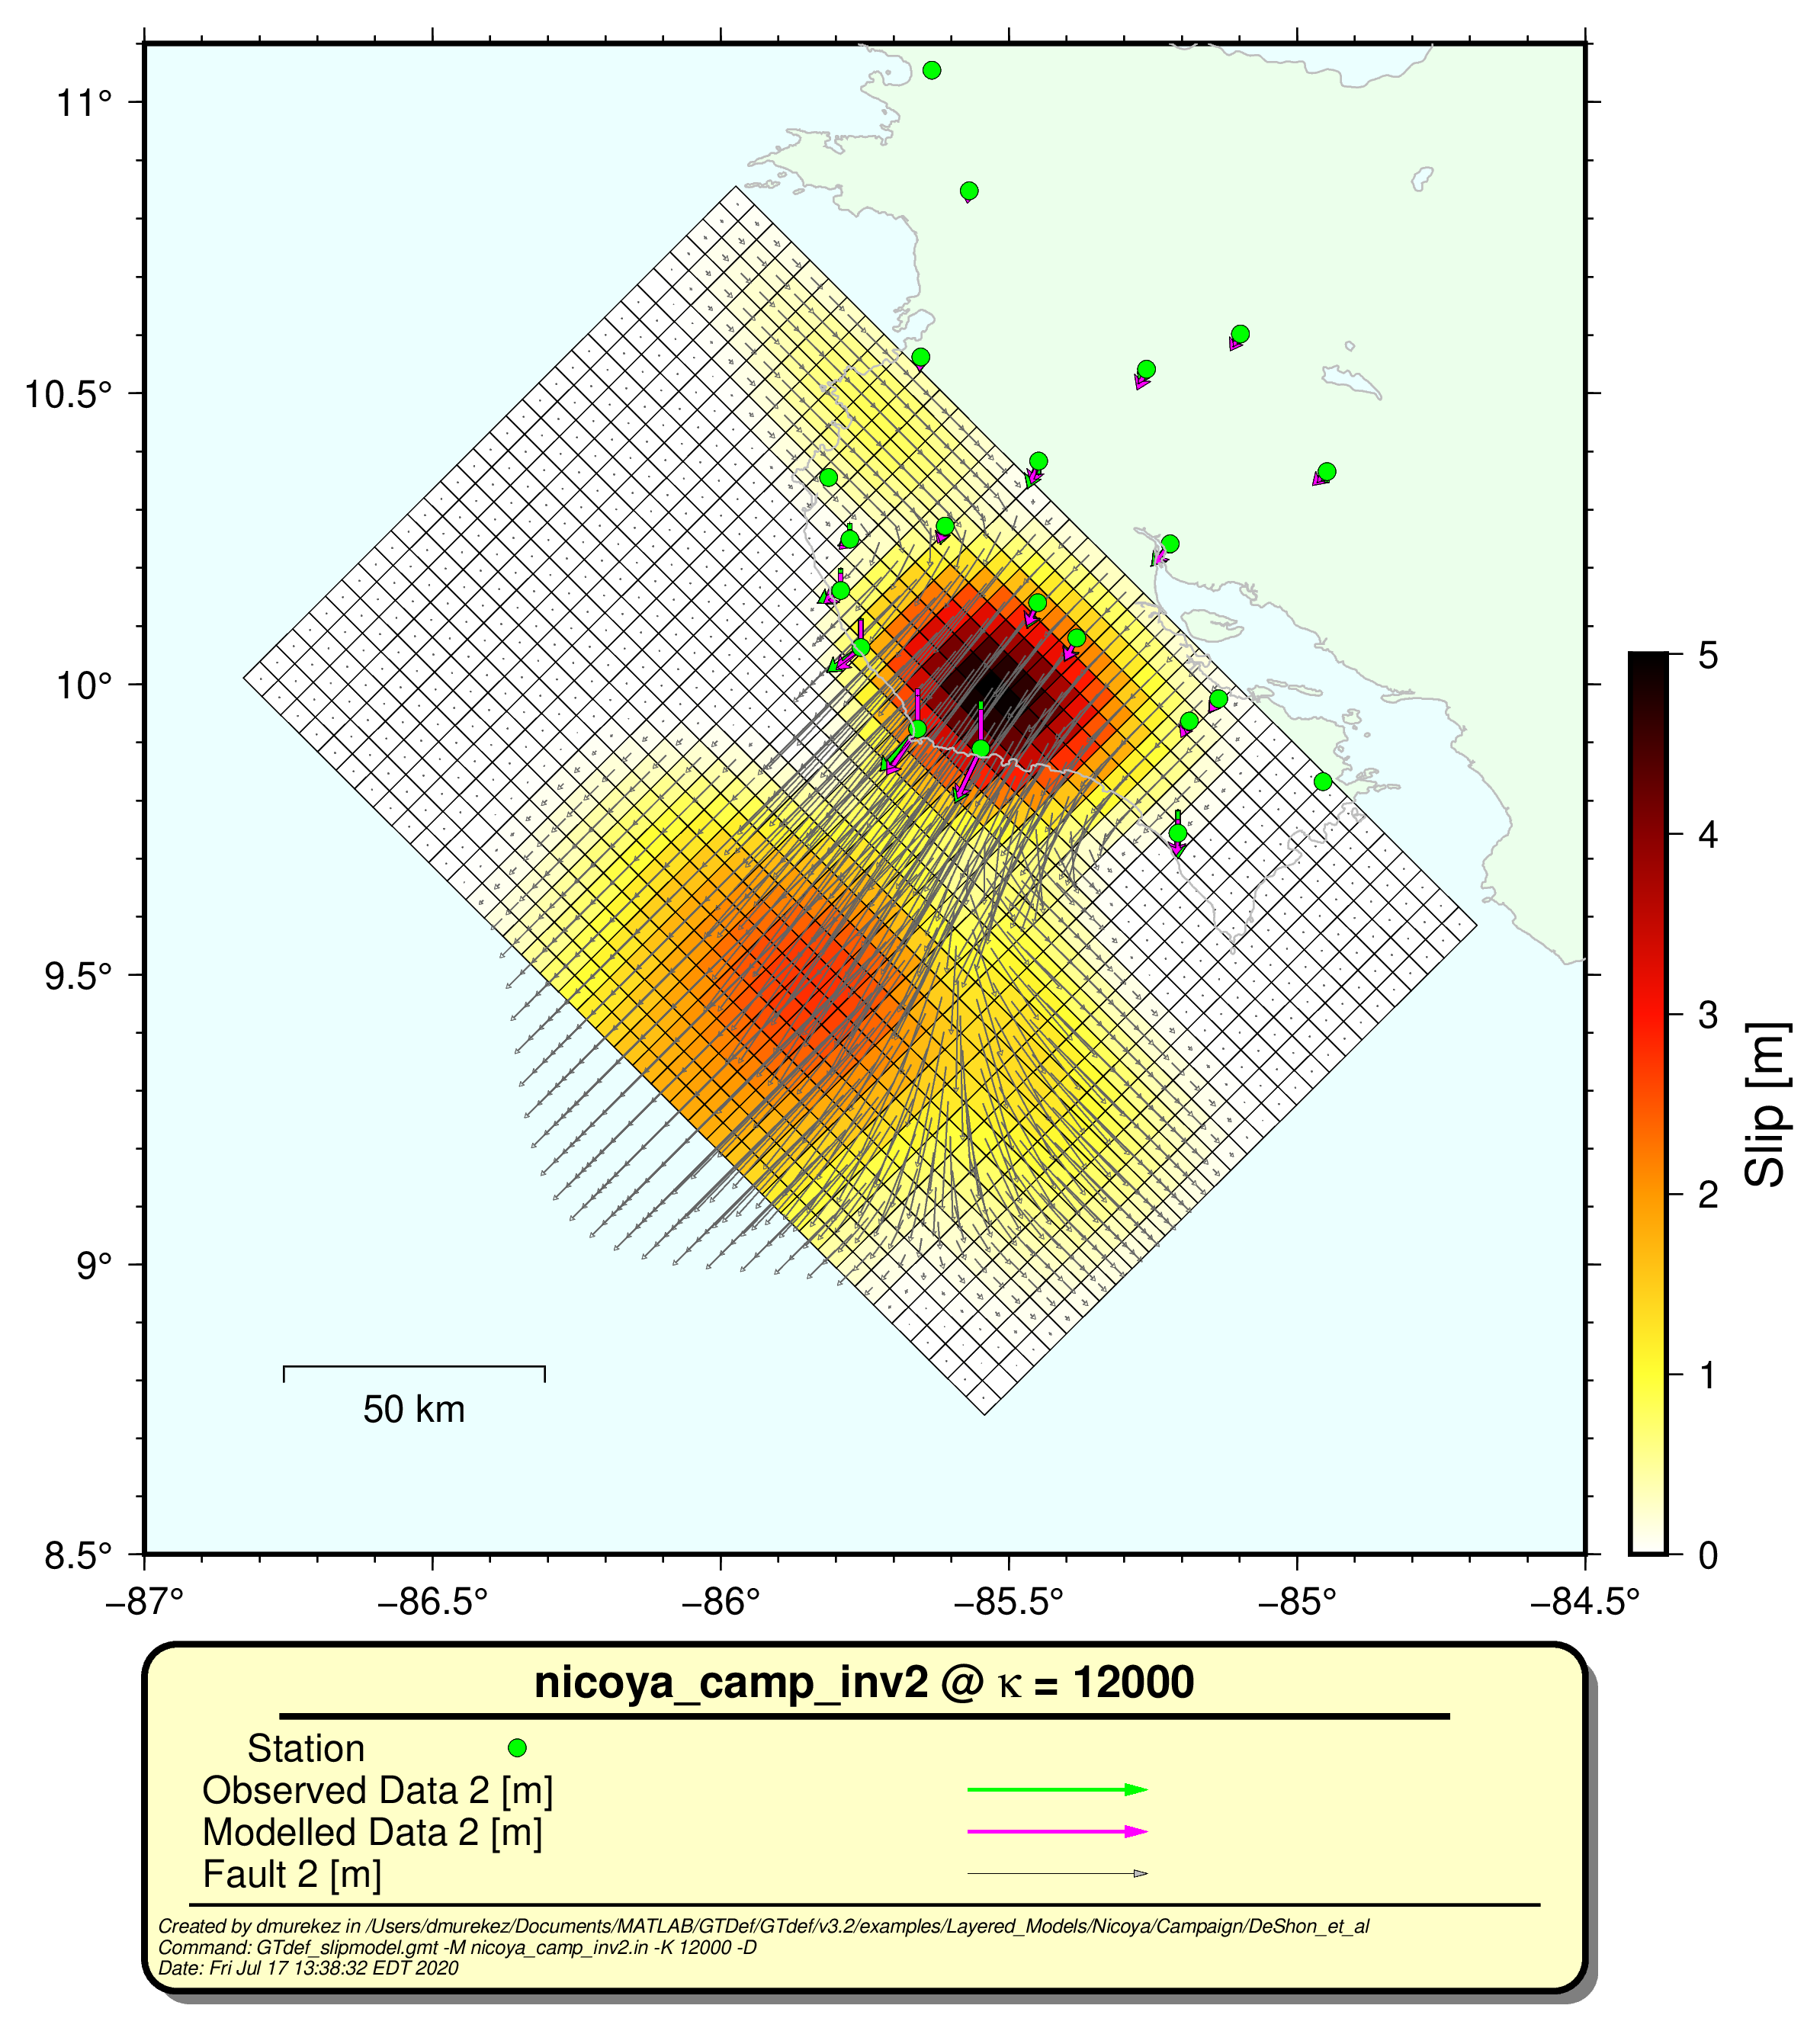 11°
10.5°
10°
9.5°
9°
8.5°
−87°
−86.5°
−86°
−85.5°
−85°
−84.5°
50 km
5
4
3
2
1
0
Slip [m]
nicoya_camp_inv2 @ κ = 12000
Station
Observed Data 2 [m]
Modelled Data 2 [m]
Fault 2 [m]
Created by dmurekez in /Users/dmurekez/Documents/MATLAB/GTDef/GTdef/v3.2/examples/Layered_Models/Nicoya/Campaign/DeShon_et_al
Command: GTdef_slipmodel.gmt -M nicoya_camp_inv2.in -K 12000 -D
Date: Fri Jul 17 13:38:32 EDT 2020